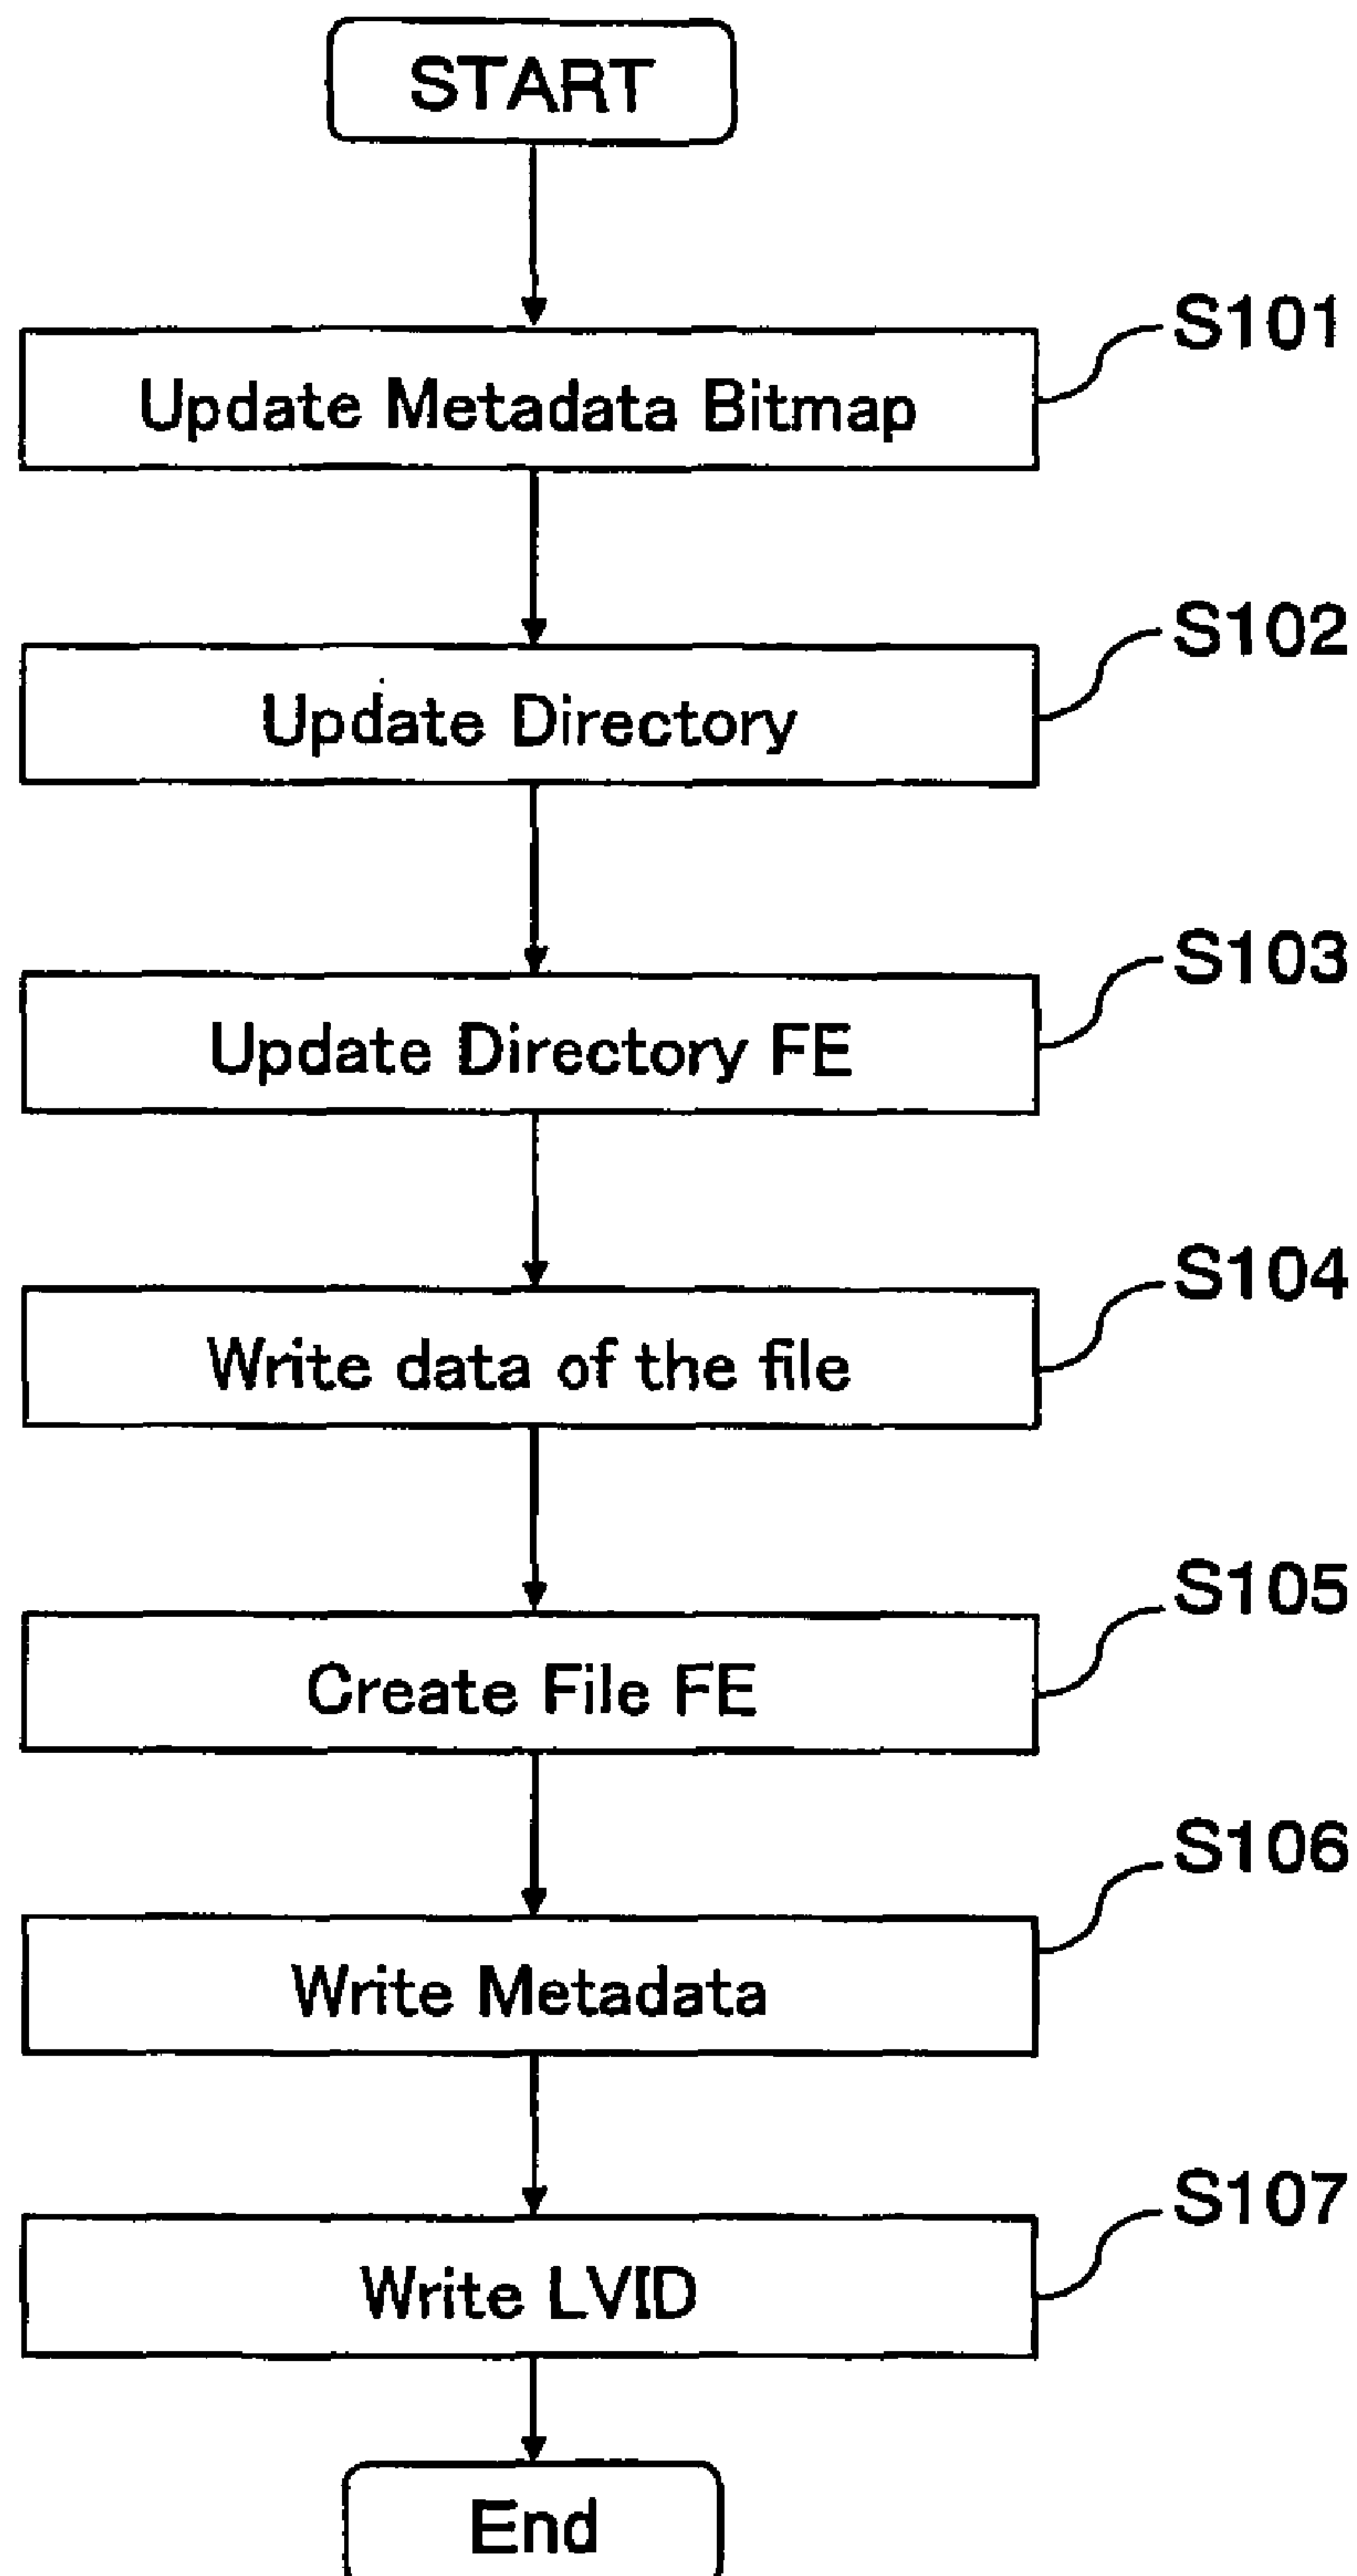 START
S101
Update Metadata Bitmap
S102
Update Directory
S103
Update Directory FE
S104
Write data of the file
S105
Create File FE
S106
Write Metadata
S107
Write LVID
End